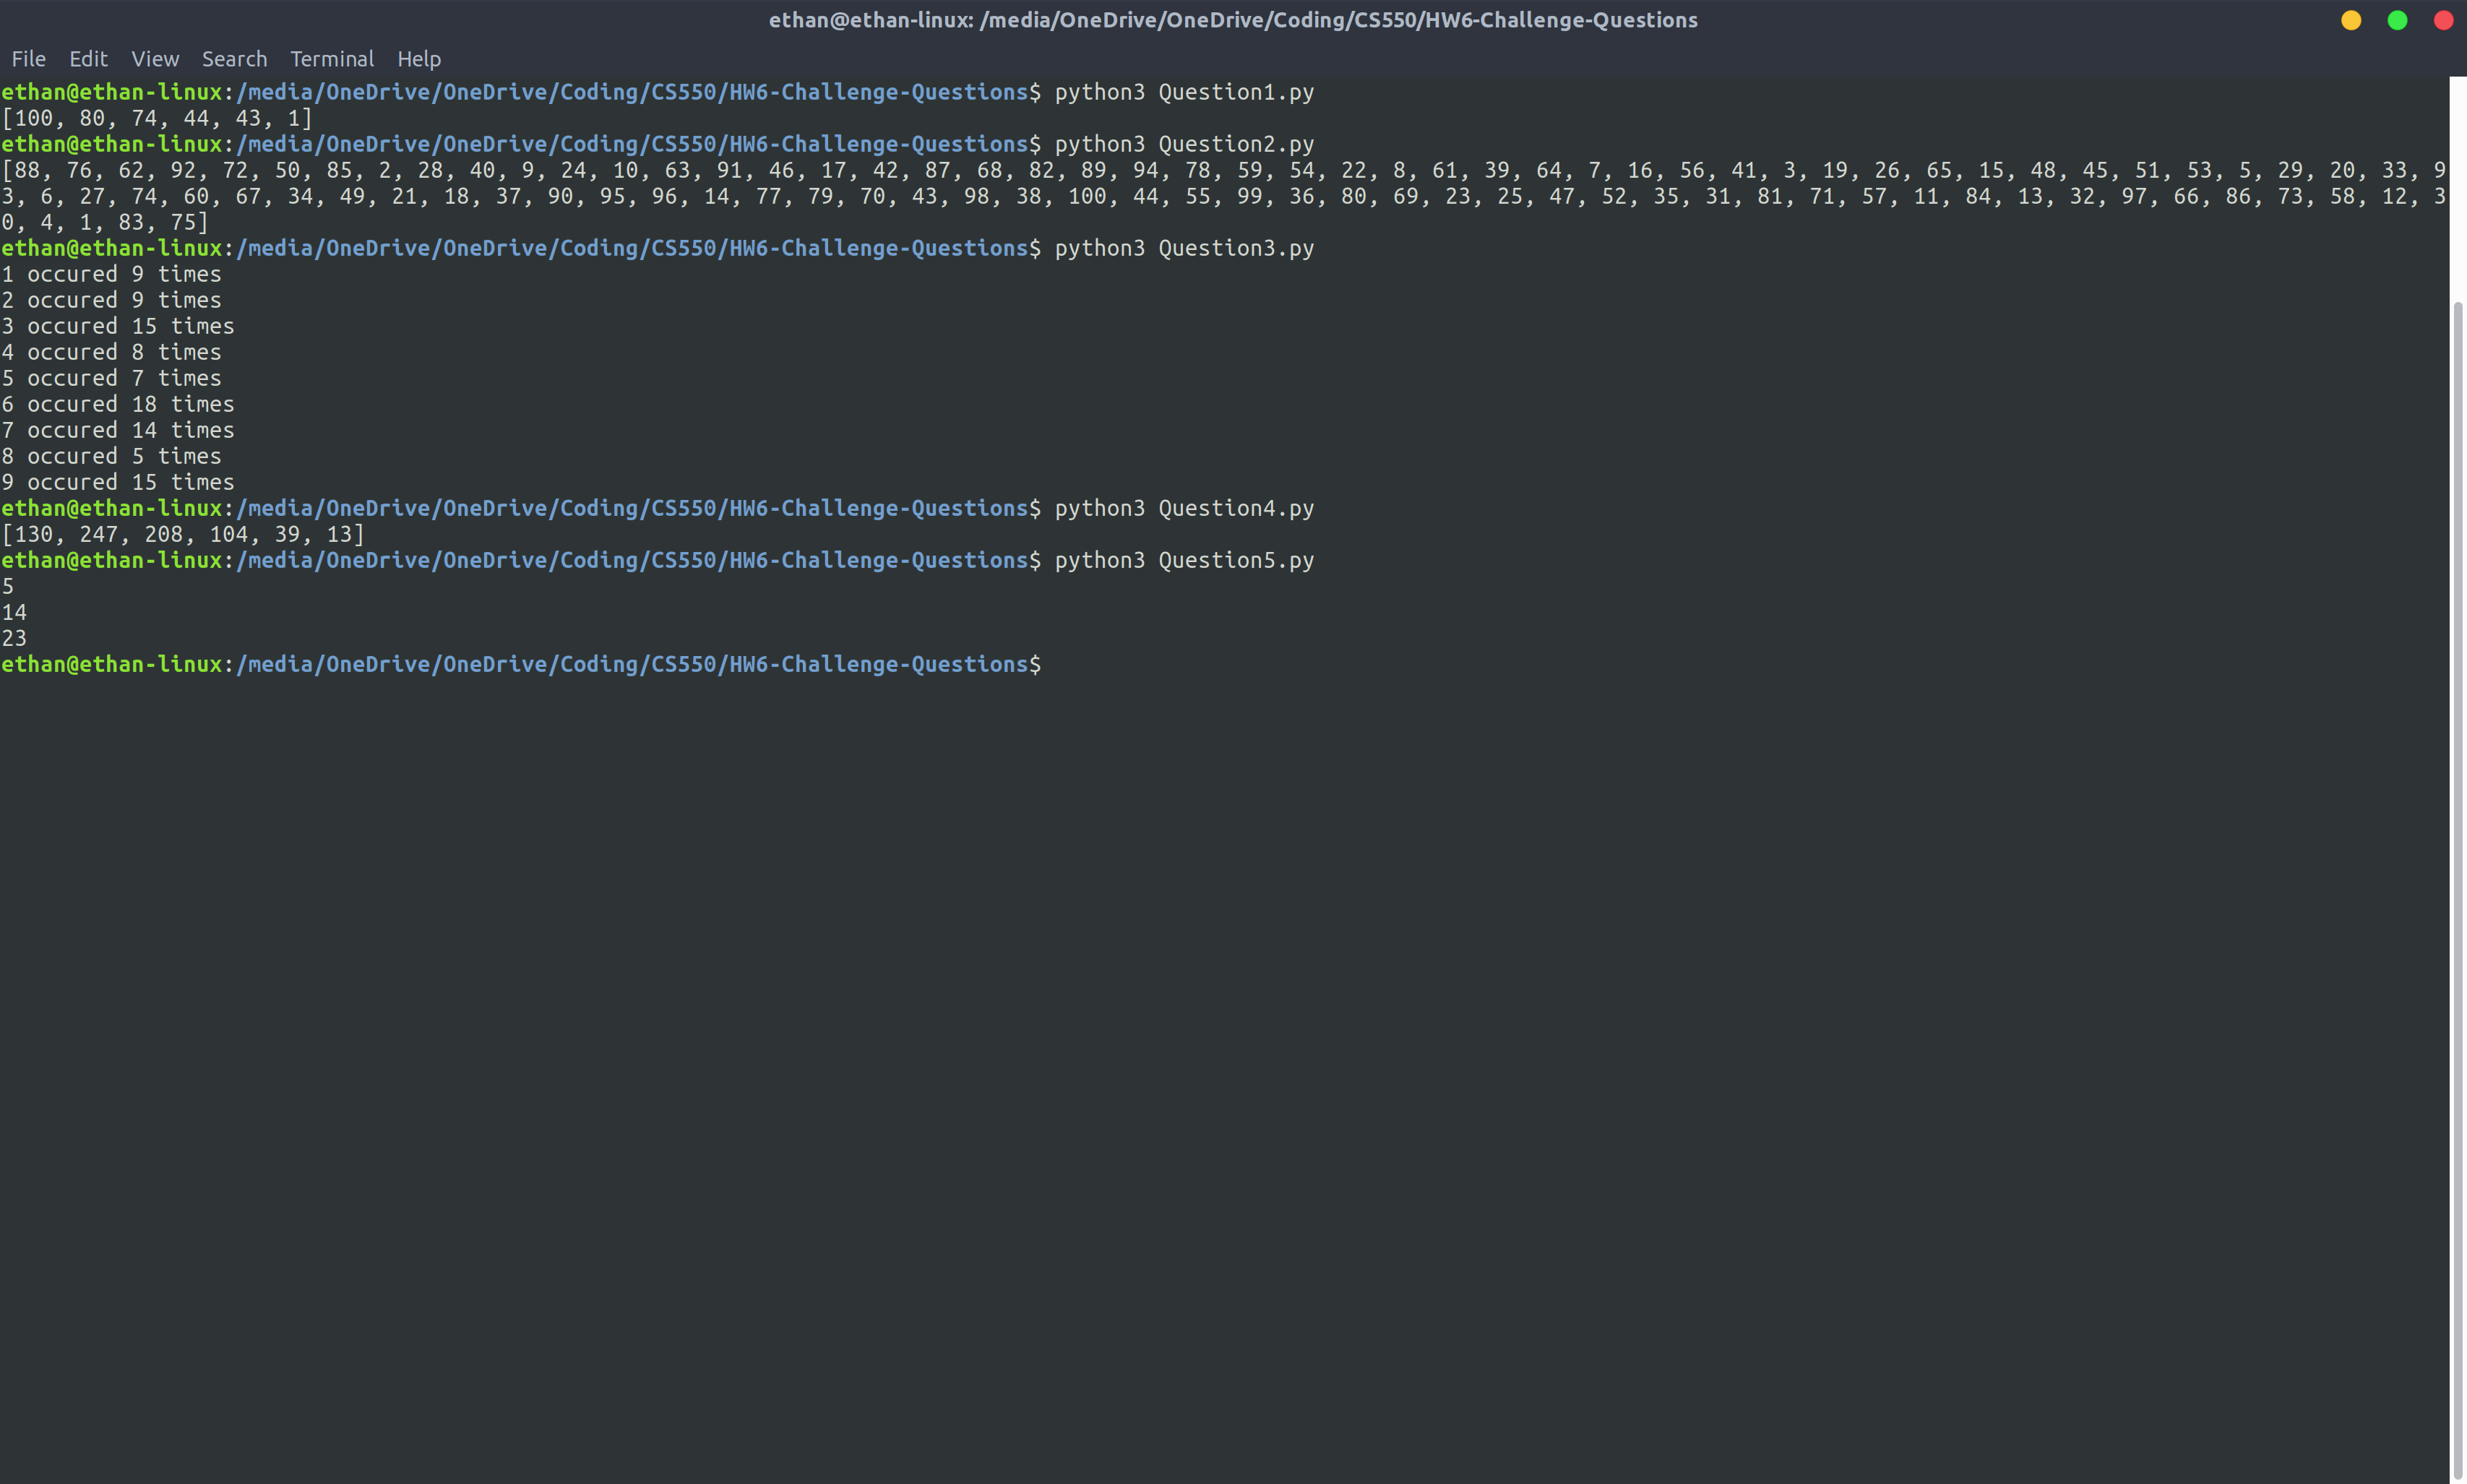 ethan@ethan-linux: /media/OneDrive/OneDrive/Coding/CS550/HW6-Challenge-Questions
File Edit View Search Terminal Help
ethan@ethan-linux:/media/OneDrive/OneDrive/Coding/CS550/HW6-Challenge-Questions$ python3 Question1.py
[100, 80, 74, 44, 43, 1]
ethan@ethan-linux:/media/OneDrive/OneDrive/Coding/CS550/HW6-Challenge-Questions$ python3 Question2.py
[88, 76, 62, 92, 72, 50, 85, 2, 28, 40, 9, 24, 10, 63, 91, 46, 17, 42, 87, 68, 82, 89, 94, 78, 59, 54, 22, 8, 61, 39, 64, 7, 16, 56, 41, 3, 19, 26, 65, 15, 48, 45, 51, 53, 5, 29, 20, 33, 9
3, 6, 27, 74, 60, 67, 34, 49, 21, 18, 37, 90, 95, 96, 14, 77, 79, 70, 43, 98, 38, 100, 44, 55, 99, 36, 80, 69, 23, 25, 47, 52, 35, 31, 81, 71, 57, 11, 84, 13, 32, 97, 66, 86, 73, 58, 12, 3
0, 4, 1, 83, 75]
ethan@ethan-linux:/media/OneDrive/OneDrive/Coding/CS550/HW6-Challenge-Questions$ python3 Question3.py
1 occured 9 times
2 occured 9 times
3 occured 15 times
4 occured 8 times
5 occured 7 times
6 occured 18 times
7 occured 14 times
8 occured 5 times
9 occured 15 times
ethan@ethan-linux:/media/OneDrive/OneDrive/Coding/CS550/HW6-Challenge-Questions$ python3 Question4.py
[130, 247, 208, 104, 39, 13]
ethan@ethan-linux:/media/OneDrive/OneDrive/Coding/CS550/HW6-Challenge-Questions$ python3 Question5.py
5
14
23
ethan@ethan-linux:/media/OneDrive/OneDrive/Coding/CS550/HW6-Challenge-Questions$